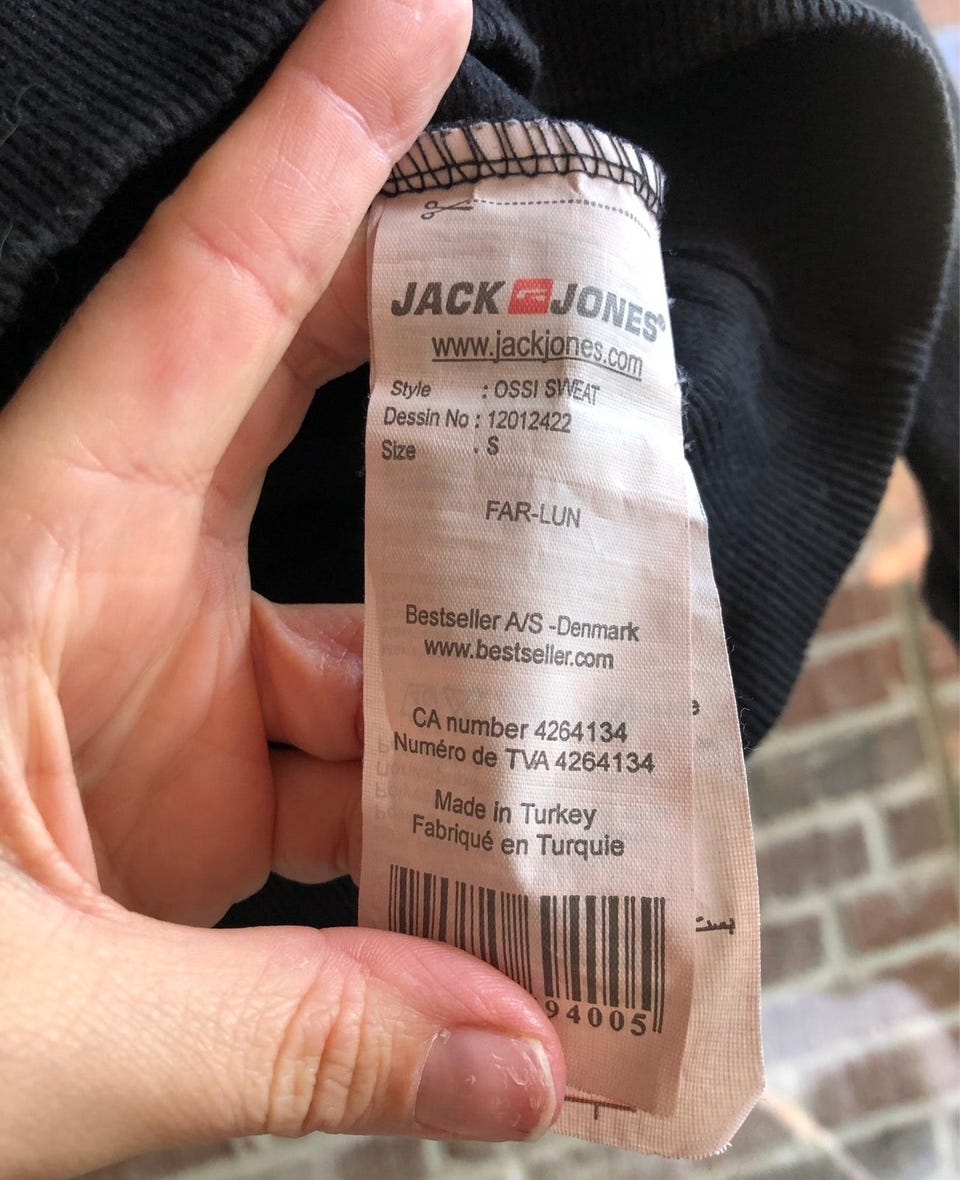 JACK JONES®
www.jackjones.com
Style : OSSI SWEAT
Dessin No : 12012422
Size : S
FAR-LUN
Bestseller A/S -Denmark
www.bestseller.com
CA number 4264134
Numéro de TVA 4264134
Made in Turkey
Fabriqué en Turquie
94005